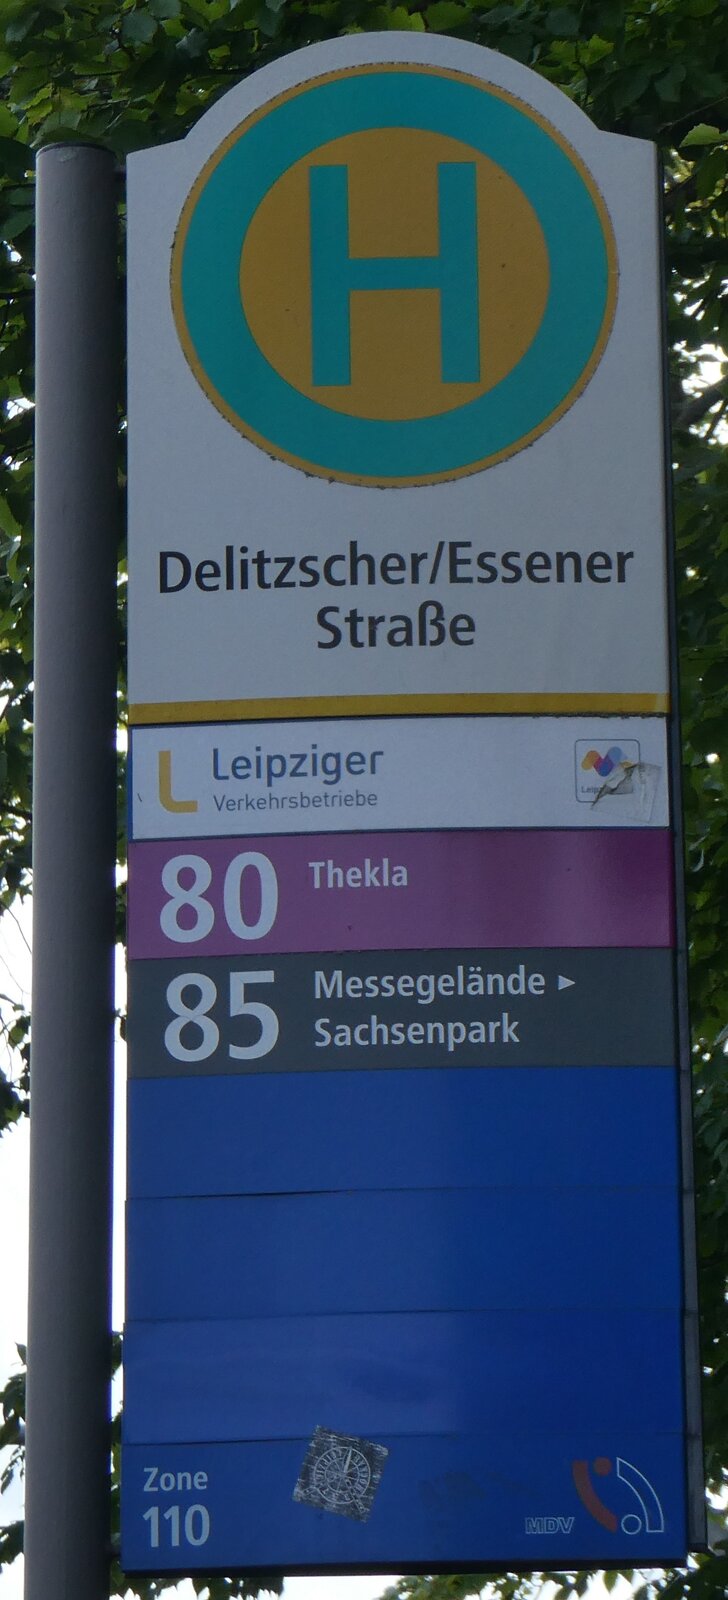 H
Delitzscher/Essener
Straße
Leipziger
Verkehrsbetriebe
80 Thekla
85 Messegelände ▸
Sachsenpark
Zone
110
MDV